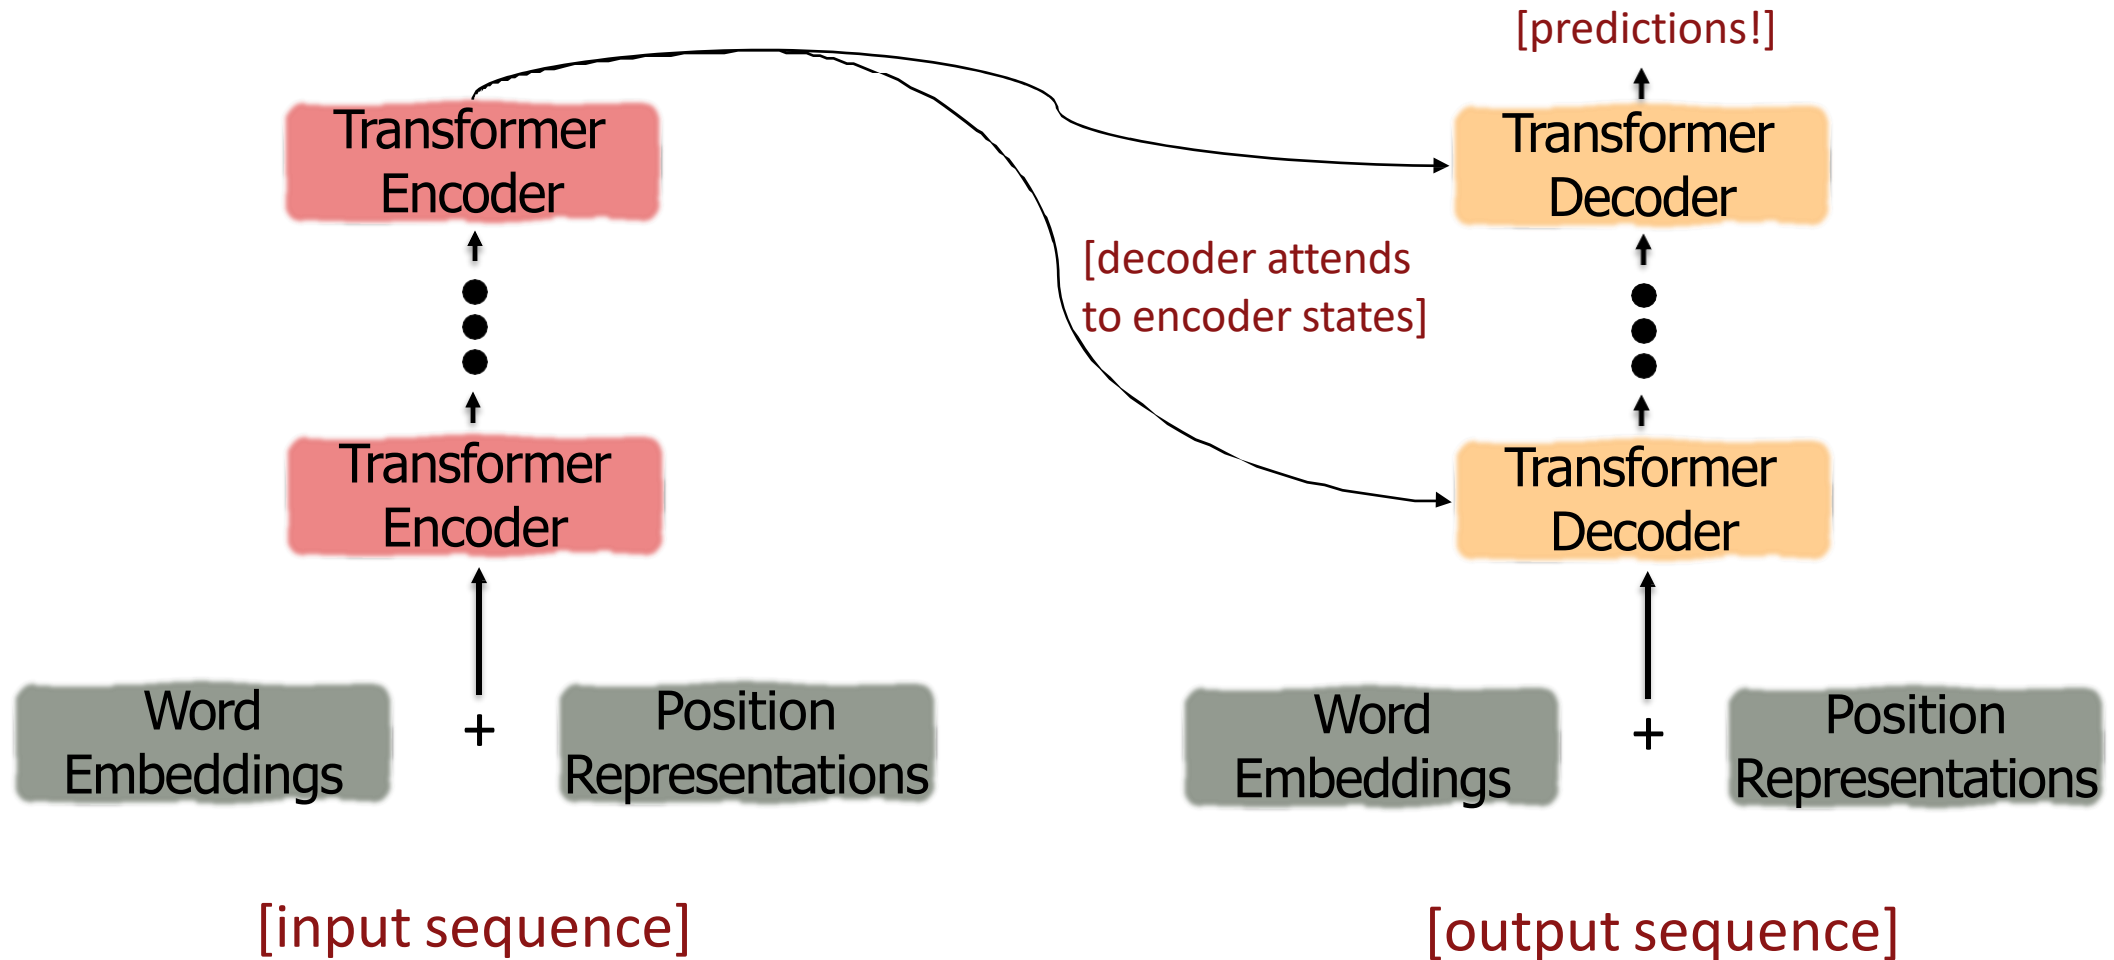 Transformer
Encoder
Transformer
Encoder
Word
Embeddings
+
Position
Representations
[input sequence]
[decoder attends
to encoder states]
[predictions!]
Transformer
Decoder
Transformer
Decoder
Word
Embeddings
+
Position
Representations
[output sequence]